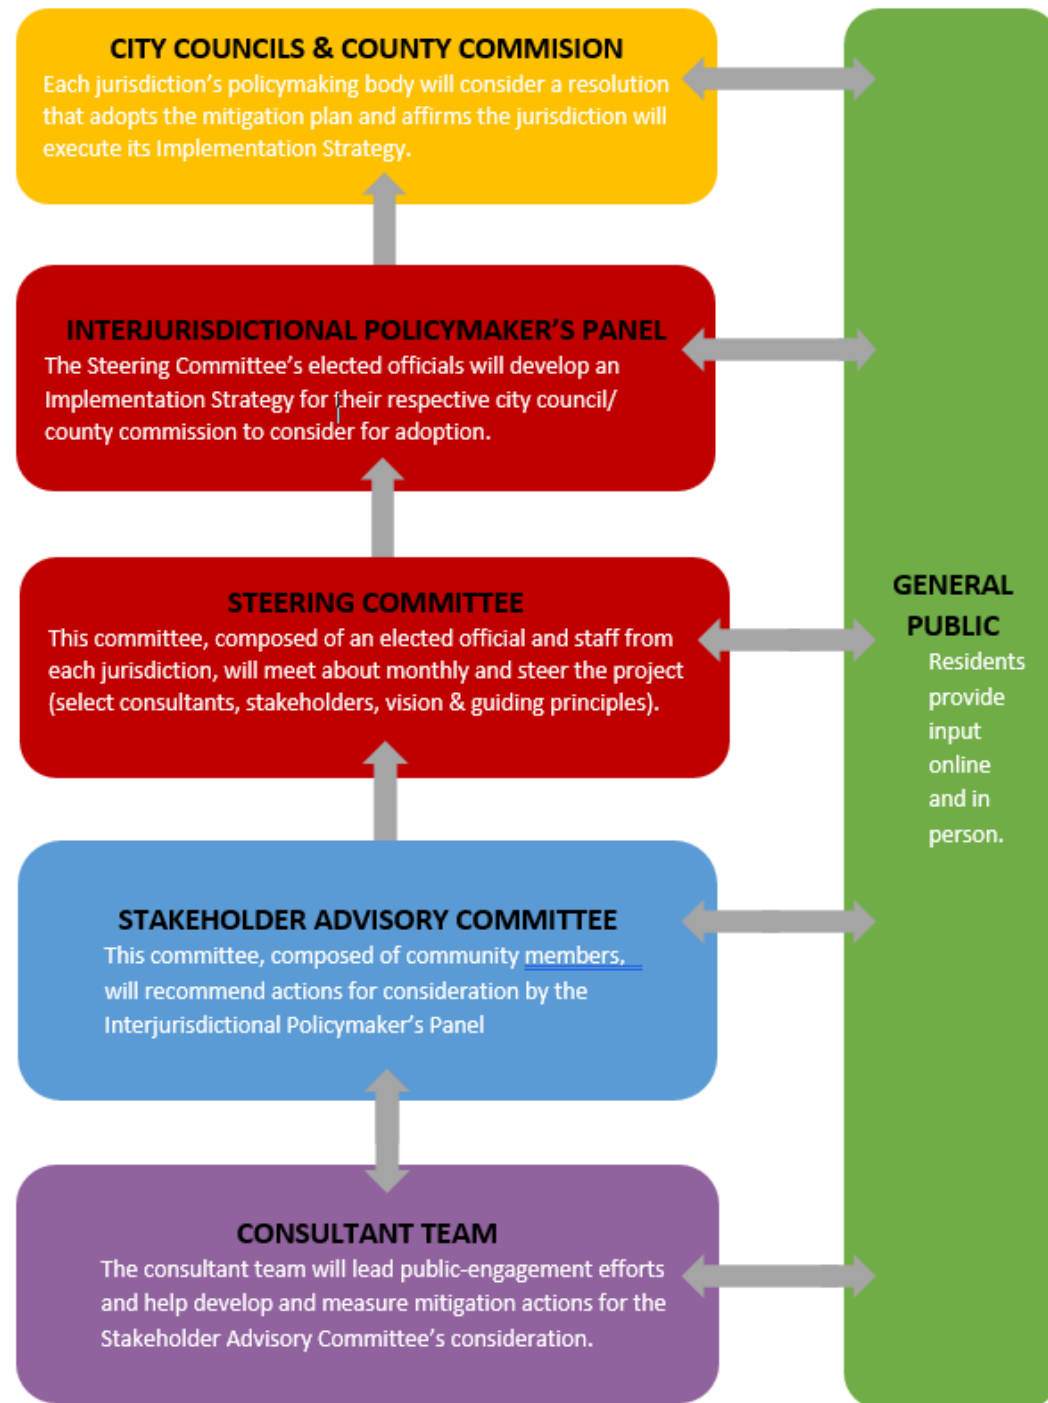 CITY COUNCILS & COUNTY COMMISION
Each jurisdiction's policymaking body will consider a resolution
that adopts the mitigation plan and affirms the jurisdiction will
execute its Implementation Strategy.
INTERJURISDICTIONAL POLICYMAKER'S PANEL
The Steering Committee's elected officials will develop an
Implementation Strategy for their respective city council/
county commission to consider for adoption.
STEERING COMMITTEE
This committee, composed of an elected official and staff from
each jurisdiction, will meet about monthly and steer the project
(select consultants, stakeholders, vision & guiding principles).
STAKEHOLDER ADVISORY COMMITTEE
This committee, composed of community members,
will recommend actions for consideration by the
Interjurisdictional Policymaker's Panel
CONSULTANT TEAM
The consultant team will lead public-engagement efforts
and help develop and measure mitigation actions for the
Stakeholder Advisory Committee's consideration.
GENERAL
PUBLIC
Residents
provide
input
online
and in
person.